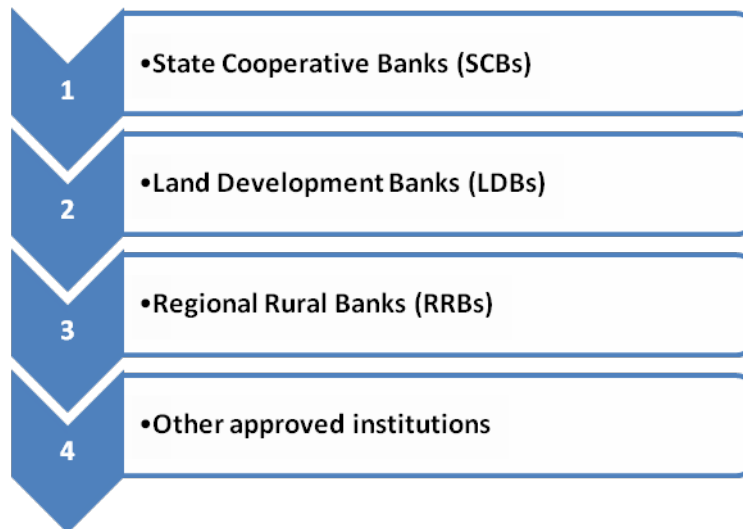 1
•State Cooperative Banks (SCBs)
2
•Land Development Banks (LDBs)
3
•Regional Rural Banks (RRBs)
4
•Other approved institutions